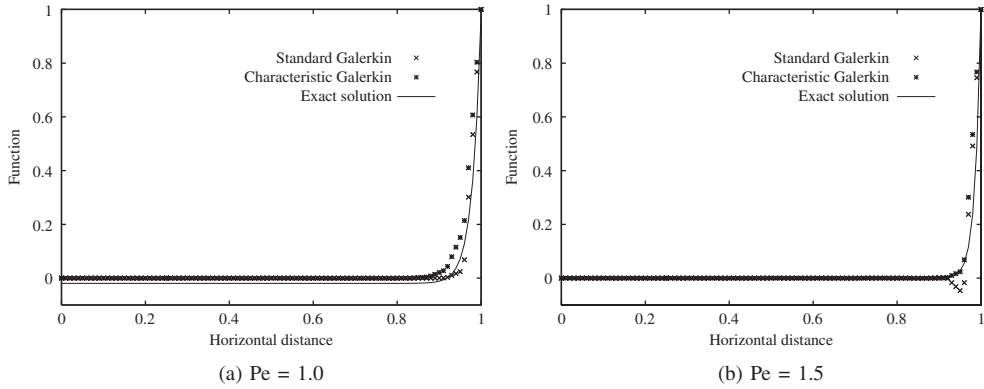 1
0.8
0.6
0.4
0.2
0
Function
Standard Galerkin
Characteristic Galerkin
Exact solution
0 0.2 0.4 0.6 0.8 1
Horizontal distance
(a) Pe = 1.0
1
0.8
0.6
0.4
0.2
0
Function
Standard Galerkin
Characteristic Galerkin
Exact solution
0 0.2 0.4 0.6 0.8 1
Horizontal distance
(b) Pe = 1.5